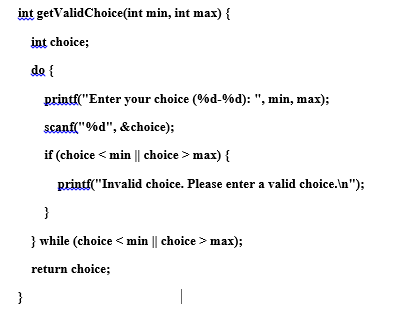 int getValidChoice(int min, int max) {
int choice;
do {
printf("Enter your choice (%d-%d): ", min, max);
scanf("%d", &choice);
if (choice < min || choice > max) {
printf("Invalid choice. Please enter a valid choice.\n");
}
} while (choice < min || choice > max);
return choice;
}